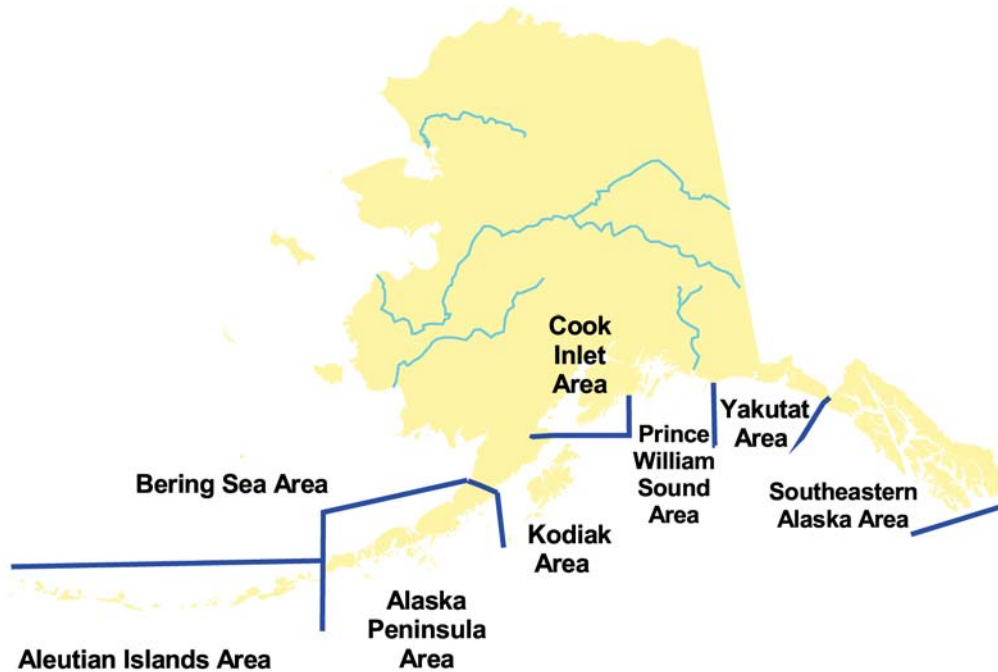 Cook
Inlet
Area
Yakutat
Area
Prince
William
Sound
Area
Bering Sea Area
Southeastern
Alaska Area
Kodiak
Area
Alaska
Peninsula
Area
Aleutian Islands Area